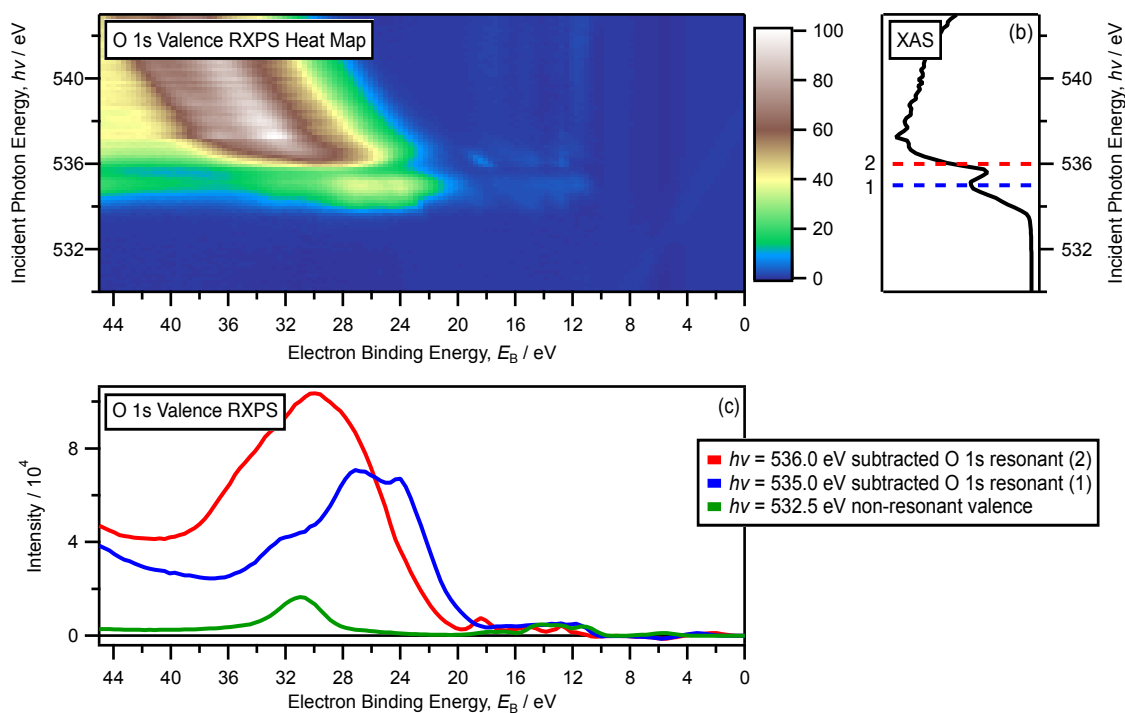 O 1s Valence RXPS Heat Map
Incident Photon Energy, hν / eV
540
536
532
44 40 36 32 28 24 20 16 12 8 4 0
Electron Binding Energy, E_B / eV
100
80
60
40
20
0
XAS
(b)
2
1
540
536
532
Incident Photon Energy, hν / eV
O 1s Valence RXPS
(c)
Intensity / 10⁴
8
4
0
44 40 36 32 28 24 20 16 12 8 4 0
Electron Binding Energy, E_B / eV
hν = 536.0 eV subtracted O 1s resonant (2)
hν = 535.0 eV subtracted O 1s resonant (1)
hν = 532.5 eV non-resonant valence